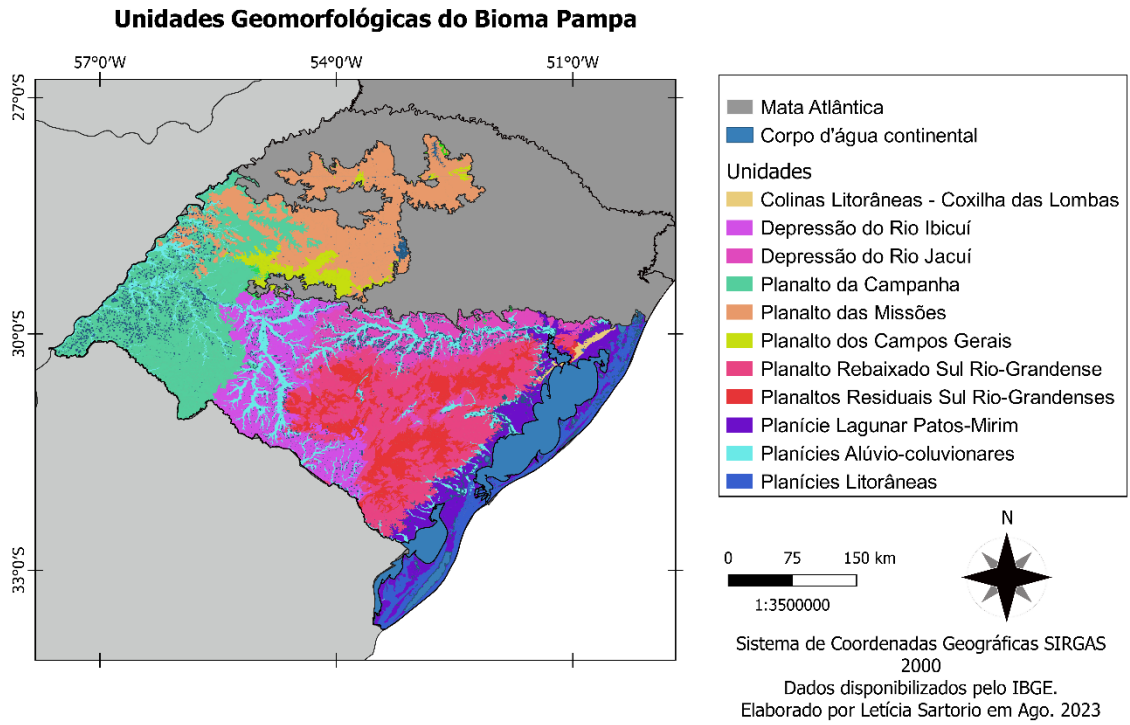 Unidades Geomorfológicas do Bioma Pampa
57°0'W
54°0'W
51°0'W
27°0'S
30°0'S
33°0'S
Mata Atlântica
Corpo d'água continental
Unidades
Colinas Litorâneas - Coxilha das Lombas
Depressão do Rio Ibicuí
Depressão do Rio Jacuí
Planalto da Campanha
Planalto das Missões
Planalto dos Campos Gerais
Planalto Rebaixado Sul Rio-Grandense
Planaltos Residuais Sul Rio-Grandenses
Planície Lagunar Patos-Mirim
Planícies Alúvio-coluvionares
Planícies Litorâneas
N
0 75 150 km
1:3500000
Sistema de Coordenadas Geográficas SIRGAS
2000
Dados disponibilizados pelo IBGE.
Elaborado por Letícia Sartorio em Ago. 2023